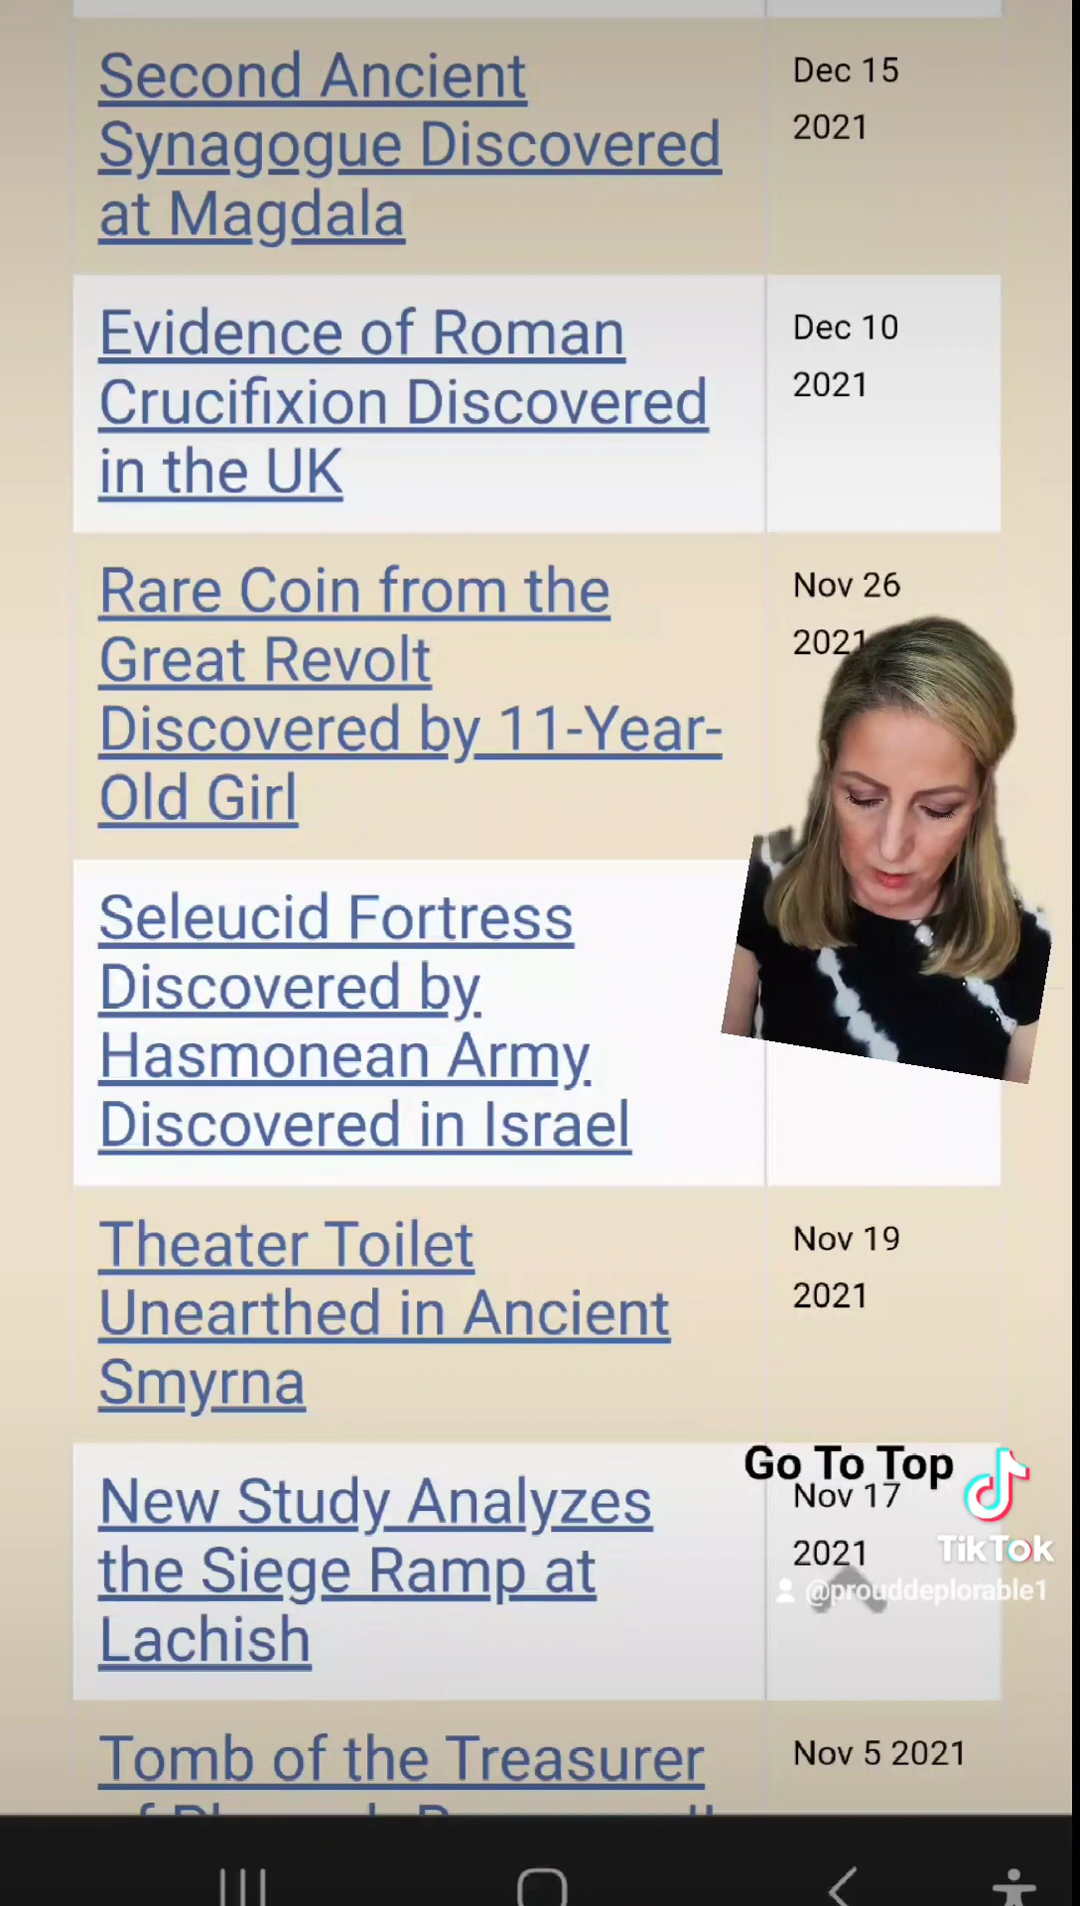 Second Ancient
Synagogue Discovered
at Magdala
Dec 15
2021
Evidence of Roman
Crucifixion Discovered
in the UK
Dec 10
2021
Rare Coin from the
Great Revolt
Discovered by 11-Year-
Old Girl
Nov 26
2021
Seleucid Fortress
Discovered by
Hasmonean Army
Discovered in Israel
Theater Toilet
Unearthed in Ancient
Smyrna
Nov 19
2021
New Study Analyzes
the Siege Ramp at
Lachish
Go To Top
Nov 17
2021
TikTok
@prouddeplorable1
Tomb of the Treasurer
Nov 5 2021